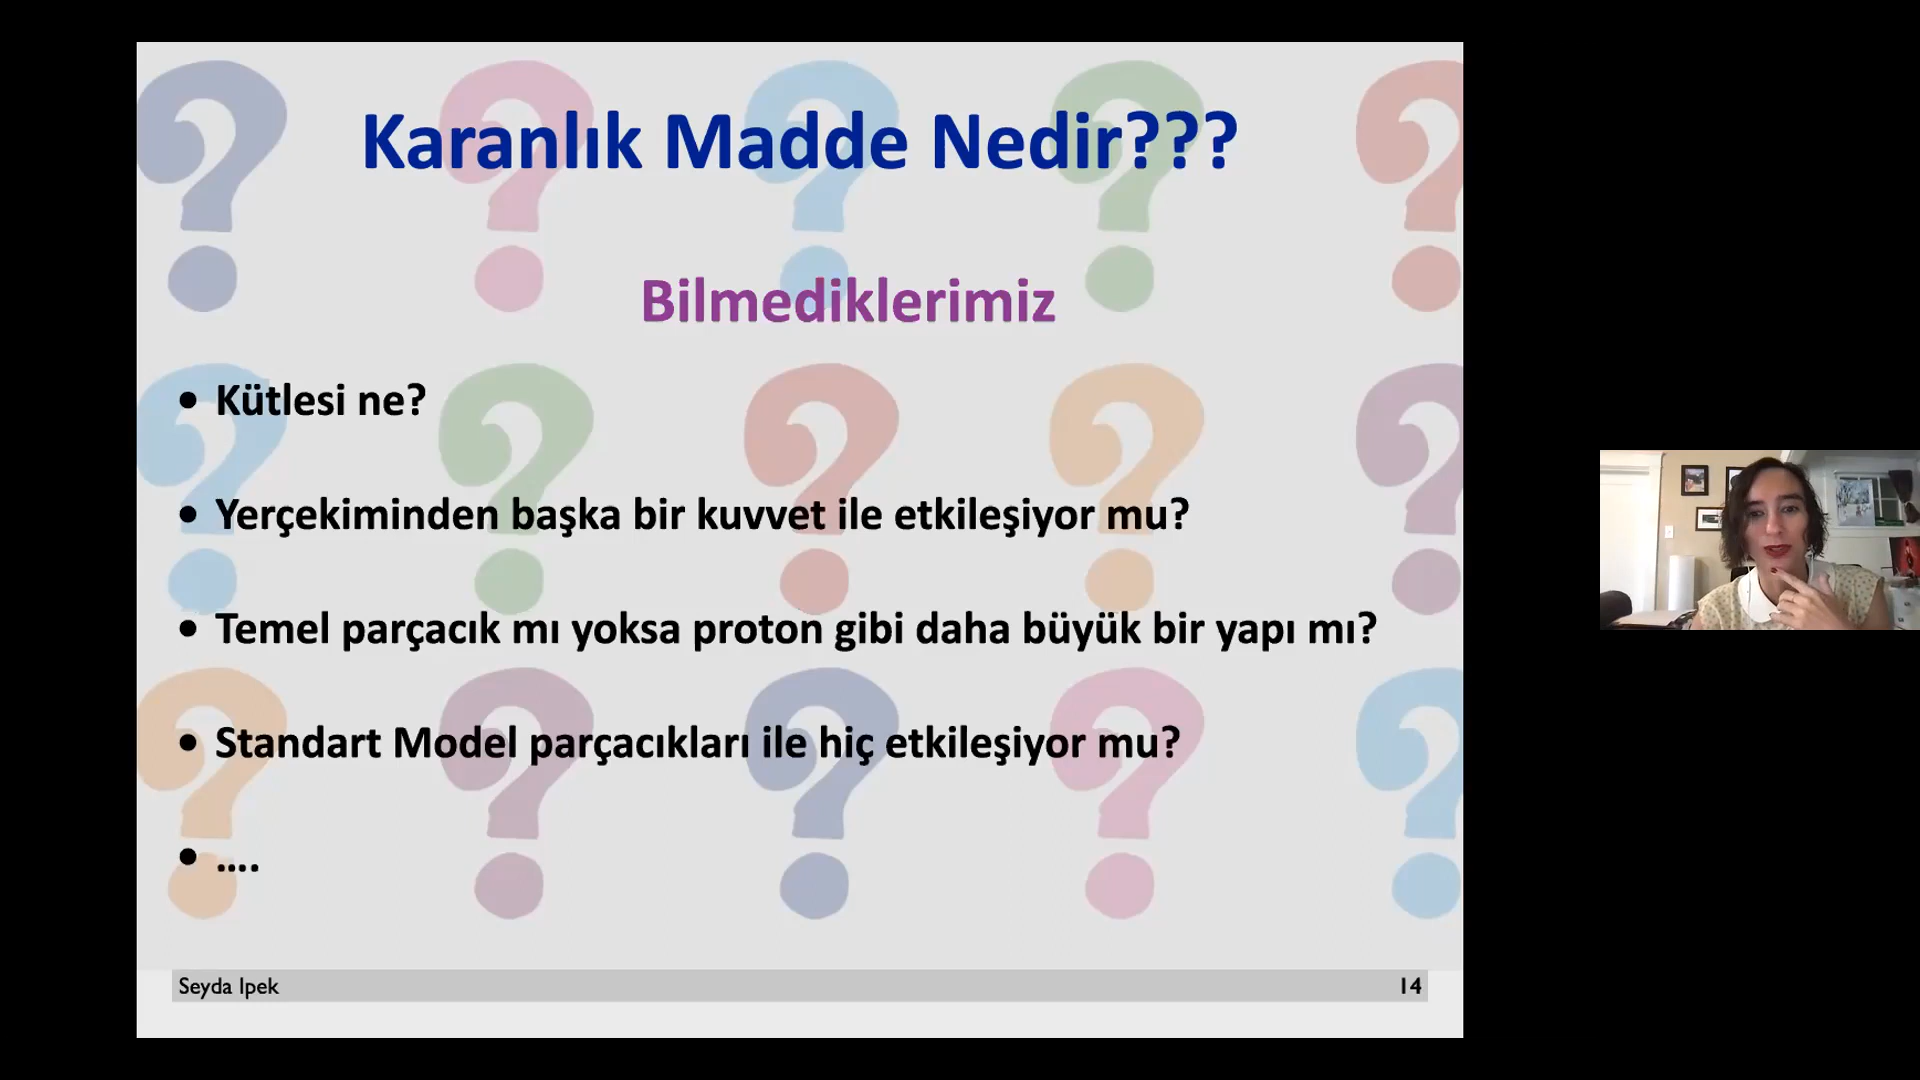 Karanlık Madde Nedir???
Bilmediklerimiz
• Kütlesi ne?
• Yerçekiminden başka bir kuvvet ile etkileşiyor mu?
• Temel parçacık mı yoksa proton gibi daha büyük bir yapı mı?
• Standart Model parçacıkları ile hiç etkileşiyor mu?
• ....
Seyda Ipek
14